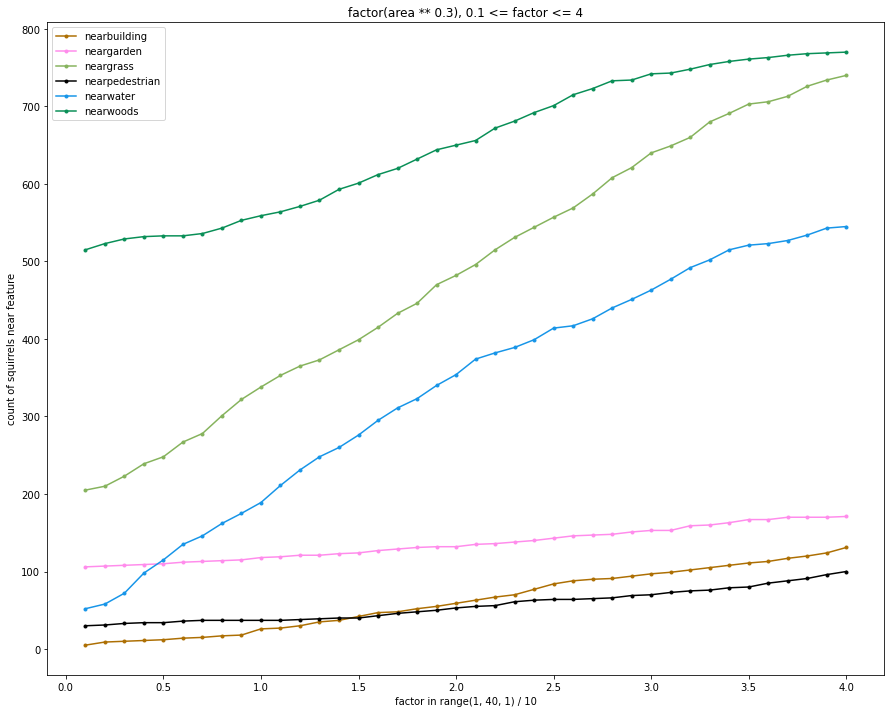 factor(area ** 0.3), 0.1 <= factor <= 4
nearbuilding
neargarden
neargrass
nearpedestrian
nearwater
nearwoods
count of squirrels near feature
800
700
600
500
400
300
200
100
0
0.0 0.5 1.0 1.5 2.0 2.5 3.0 3.5 4.0
factor in range(1, 40, 1) / 10